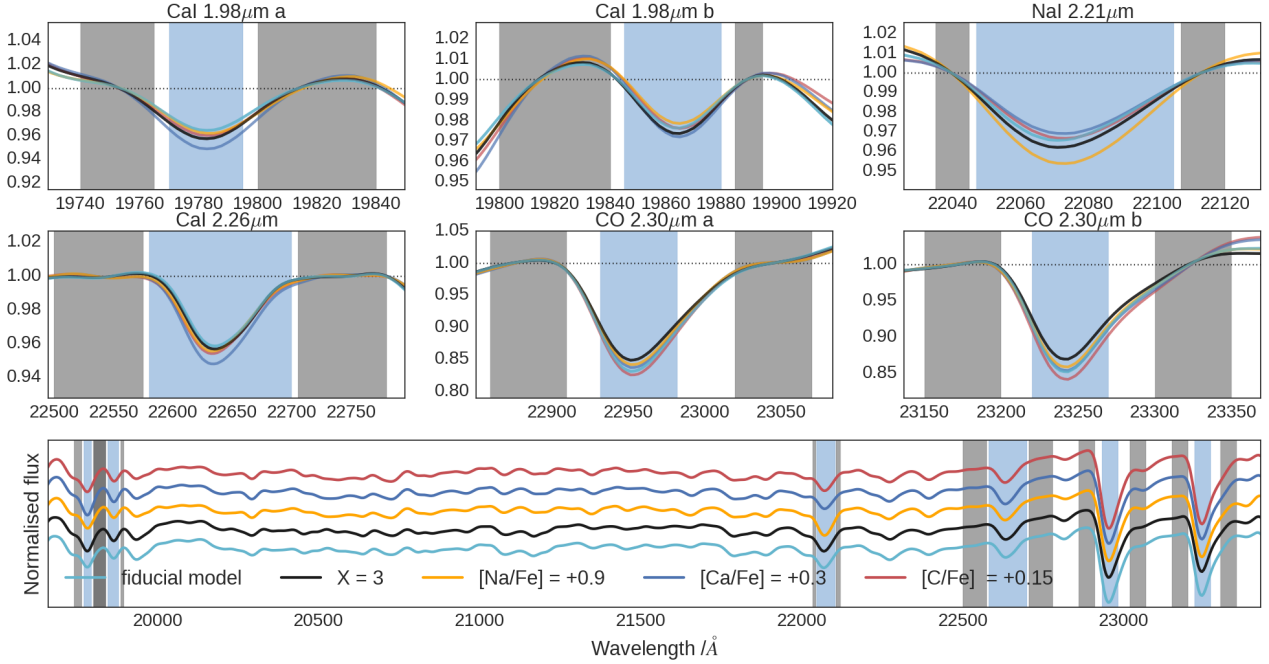 CaI 1.98μm a
CaI 1.98μm b
NaI 2.21μm
1.04
1.02
1.00
0.98
0.96
0.94
0.92
19740 19760 19780 19800 19820 19840
1.02
1.01
1.00
0.99
0.98
0.97
0.96
0.95
19800 19820 19840 19860 19880 19900 19920
1.02
1.01
1.00
0.99
0.98
0.97
0.96
0.95
22040 22060 22080 22100 22120
CaI 2.26μm
CO 2.30μm a
CO 2.30μm b
1.02
1.00
0.98
0.96
0.94
22500 22550 22600 22650 22700 22750
1.05
1.00
0.95
0.90
0.85
0.80
22900 22950 23000 23050
1.00
0.95
0.90
0.85
23150 23200 23250 23300 23350
Normalised flux
fiducial model X = 3 [Na/Fe] = +0.9 [Ca/Fe] = +0.3 [C/Fe] = +0.15
20000 20500 21000 21500 22000 22500 23000
Wavelength /Å